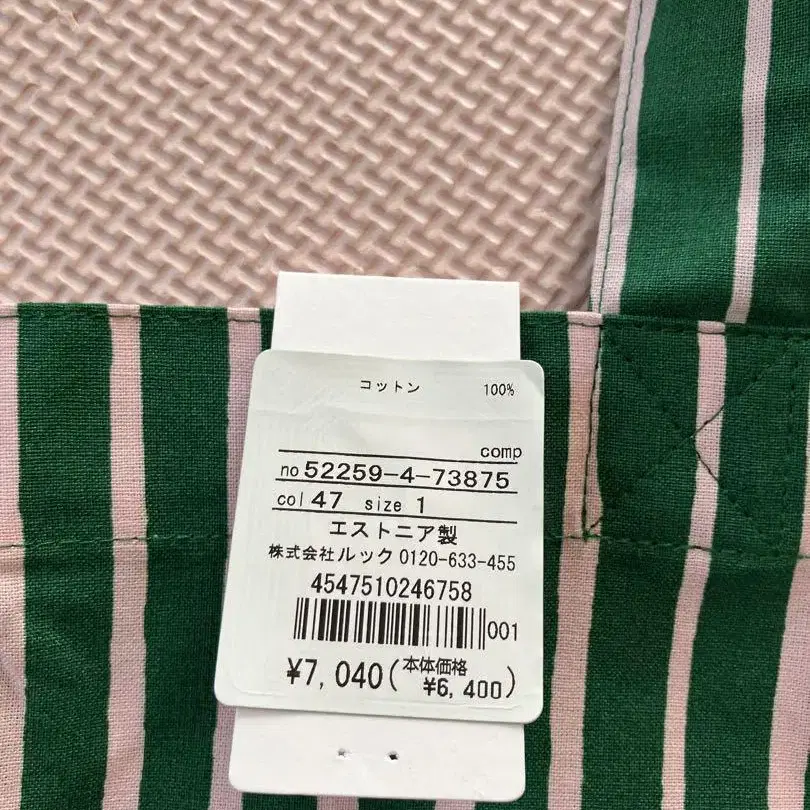 コットン 100%
comp
no 52259-4-73875
col 47 size 1
エストニア製
株式会社ルック 0120-633-455
4547510246758
001
¥7,040(本体価格 ¥6,400)